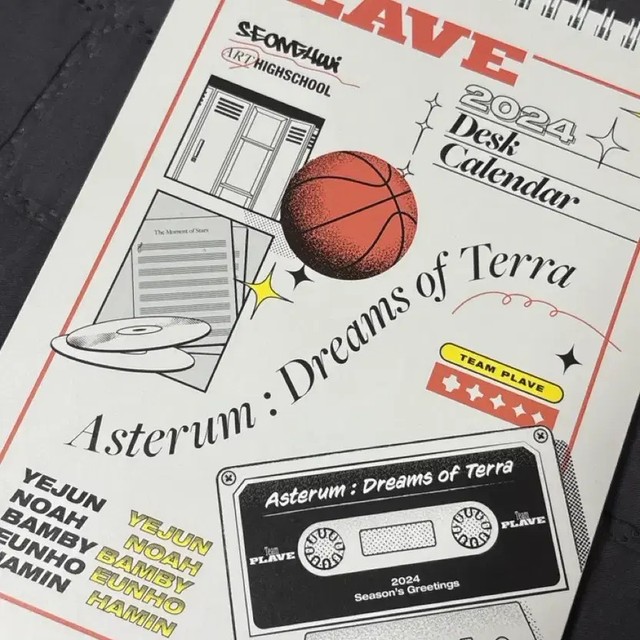 PLAVE
SEONGHWI
ART HIGHSCHOOL
2024
Desk
Calendar
The Moment of Stars
Asterum : Dreams of Terra
TEAM PLAVE
Asterum : Dreams of Terra
Team
PLAVE
Team
PLAVE
2024
Season's Greetings
YEJUN
NOAH
BAMBY
EUNHO
HAMIN
YEJUN
NOAH
BAMBY
EUNHO
HAMIN